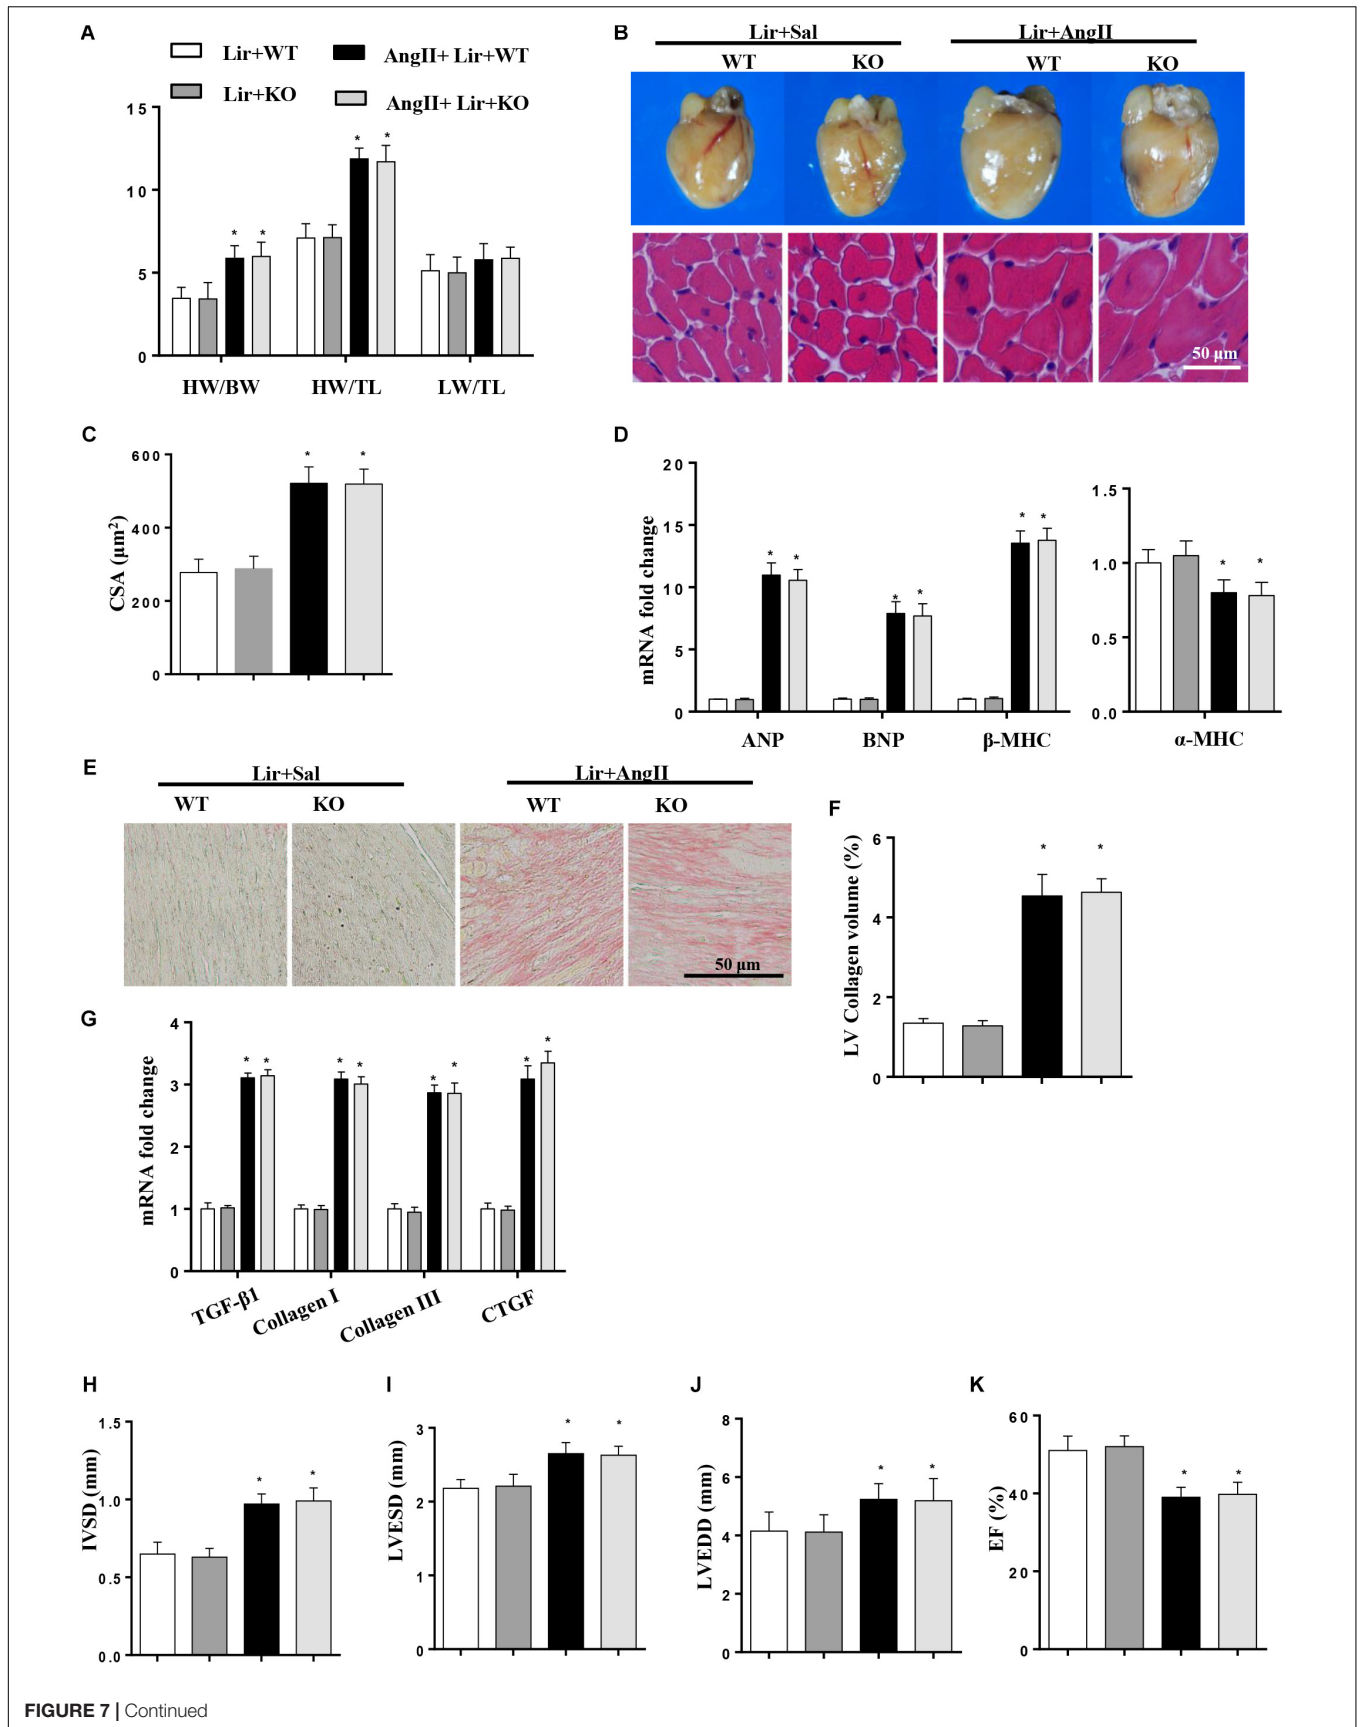 A
Lir+WT
AngII+ Lir+WT
Lir+KO
AngII+ Lir+KO
15
10
5
0
* * * *
HW/BW HW/TL LW/TL
B
Lir+Sal Lir+AngII
WT KO WT KO
50 µm
C
CSA (µm²)
600
400
200
0
* *
D
mRNA fold change
20
15
10
5
0
* * * * * *
ANP BNP β-MHC
1.5
1.0
0.5
0.0
* *
α-MHC
E
Lir+Sal Lir+AngII
WT KO WT KO
50 µm
F
LV Collagen volume (%)
6
4
2
0
* *
G
mRNA fold change
4
3
2
1
0
* * * * * * * *
TGF-β1 Collagen I Collagen III CTGF
H
IVSD (mm)
1.5
1.0
0.5
0.0
* *
I
LVESD (mm)
3
2
1
0
* *
J
LVEDD (mm)
8
6
4
2
0
* *
K
EF (%)
60
40
20
0
* *
FIGURE 7 | Continued